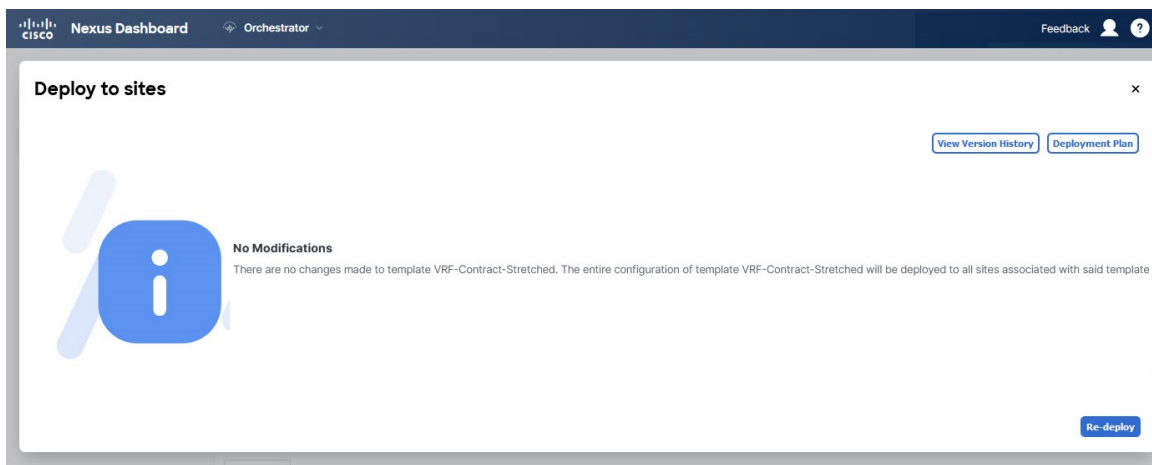 cisco Nexus Dashboard Orchestrator Feedback ?
Deploy to sites ×
View Version History Deployment Plan
No Modifications
There are no changes made to template VRF-Contract-Stretched. The entire configuration of template VRF-Contract-Stretched will be deployed to all sites associated with said template
Re-deploy